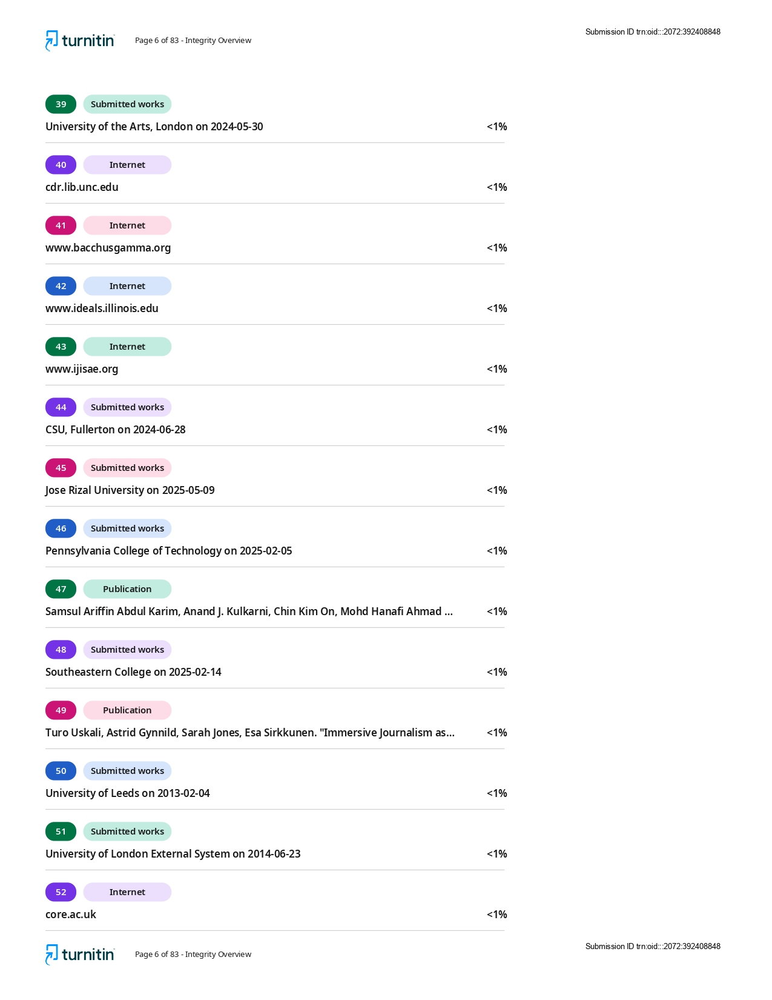 turnitin
Page 6 of 83 - Integrity Overview
Submission ID trn:oid:::2072:392408848
39 Submitted works
University of the Arts, London on 2024-05-30 <1%
40 Internet
cdr.lib.unc.edu <1%
41 Internet
www.bacchusgamma.org <1%
42 Internet
www.ideals.illinois.edu <1%
43 Internet
www.ijisae.org <1%
44 Submitted works
CSU, Fullerton on 2024-06-28 <1%
45 Submitted works
Jose Rizal University on 2025-05-09 <1%
46 Submitted works
Pennsylvania College of Technology on 2025-02-05 <1%
47 Publication
Samsul Ariffin Abdul Karim, Anand J. Kulkarni, Chin Kim On, Mohd Hanafi Ahmad ... <1%
48 Submitted works
Southeastern College on 2025-02-14 <1%
49 Publication
Turo Uskali, Astrid Gynnild, Sarah Jones, Esa Sirkkunen. "Immersive Journalism as... <1%
50 Submitted works
University of Leeds on 2013-02-04 <1%
51 Submitted works
University of London External System on 2014-06-23 <1%
52 Internet
core.ac.uk <1%
turnitin
Page 6 of 83 - Integrity Overview
Submission ID trn:oid:::2072:392408848